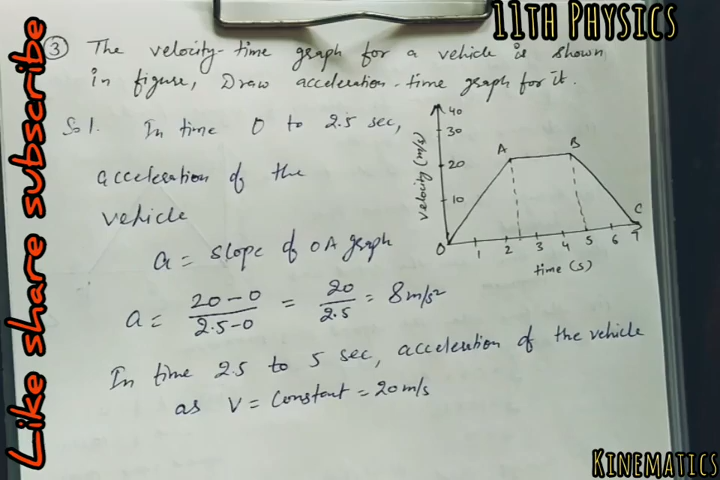 11TH PHYSICS
Like share subscribe
③ The velocity-time graph for a vehicle is shown
in figure, Draw acceleration-time graph for it.
Sol. In time 0 to 2.5 sec,
acceleration of the
vehicle
a = slope of OA graph
a = 20-0 / 2.5-0 = 20 / 2.5 = 8 m/s²
In time 2.5 to 5 sec, acceleration of the vehicle
as V = Constant = 20 m/s
velocity (m/s)
40
30
20
10
A B
C
O 1 2 3 4 5 6 7
time (s)
KINEMATICS